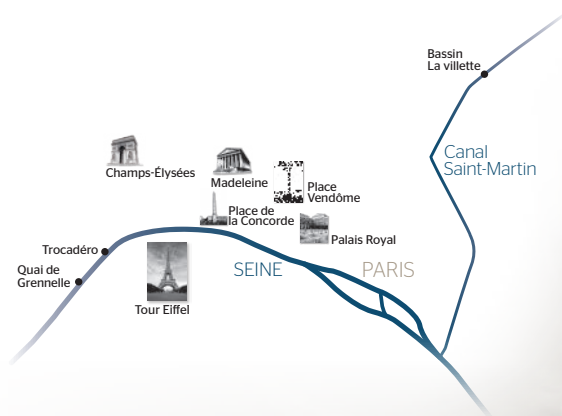 Bassin
La villette
Canal
Saint-Martin
Champs-Élysées
Madeleine
Place
Vendôme
Place de
la Concorde
Palais Royal
Trocadéro
Quai de
Grennelle
SEINE
PARIS
Tour Eiffel